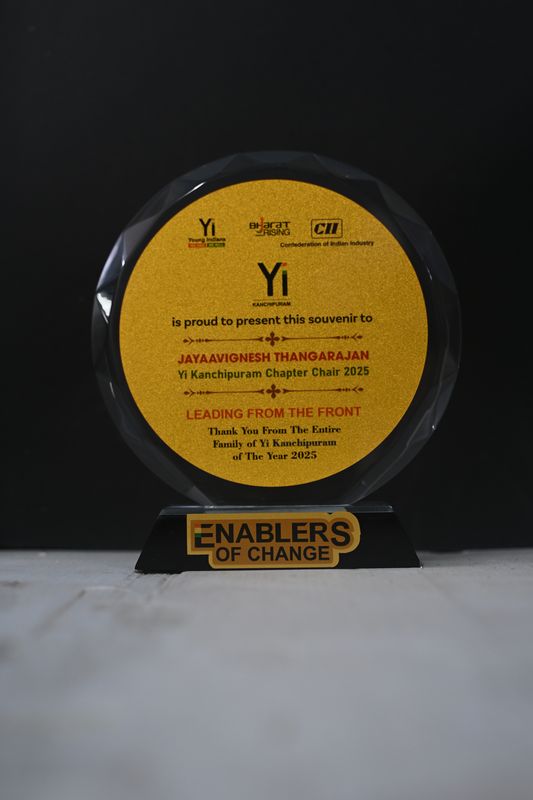 Yi
Young Indians
Bharat
RISING
CII
Confederation of Indian Industry
Yi
KANCHIPURAM
is proud to present this souvenir to
JAYAAVIGNESH THANGARAJAN
Yi Kanchipuram Chapter Chair 2025
LEADING FROM THE FRONT
Thank You From The Entire
Family of Yi Kanchipuram
of The Year 2025
ENABLERS
OF CHANGE